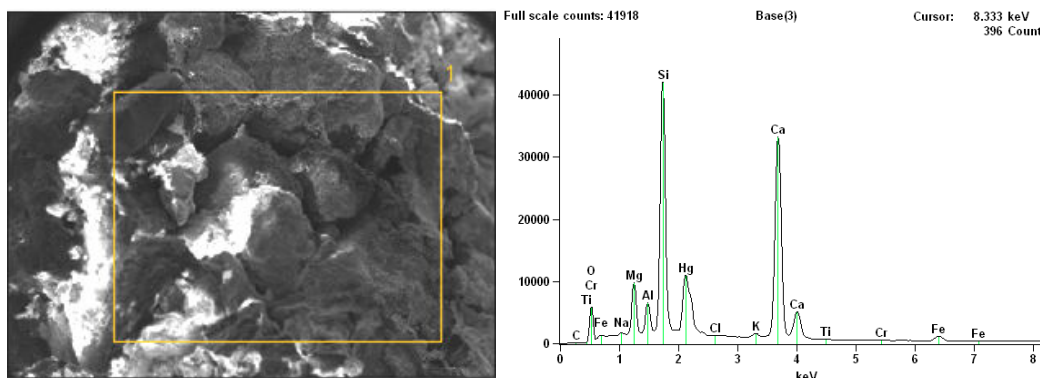 1
Full scale counts: 41918
Base(3)
Cursor: 8.333 keV
396 Count
40000
30000
20000
10000
0
Si
Ca
O
Cr
Ti
Mg
Hg
Al
Ca
C
Fe
Na
Cl
K
Ti
Cr
Fe
Fe
0 1 2 3 4 5 6 7 8
keV